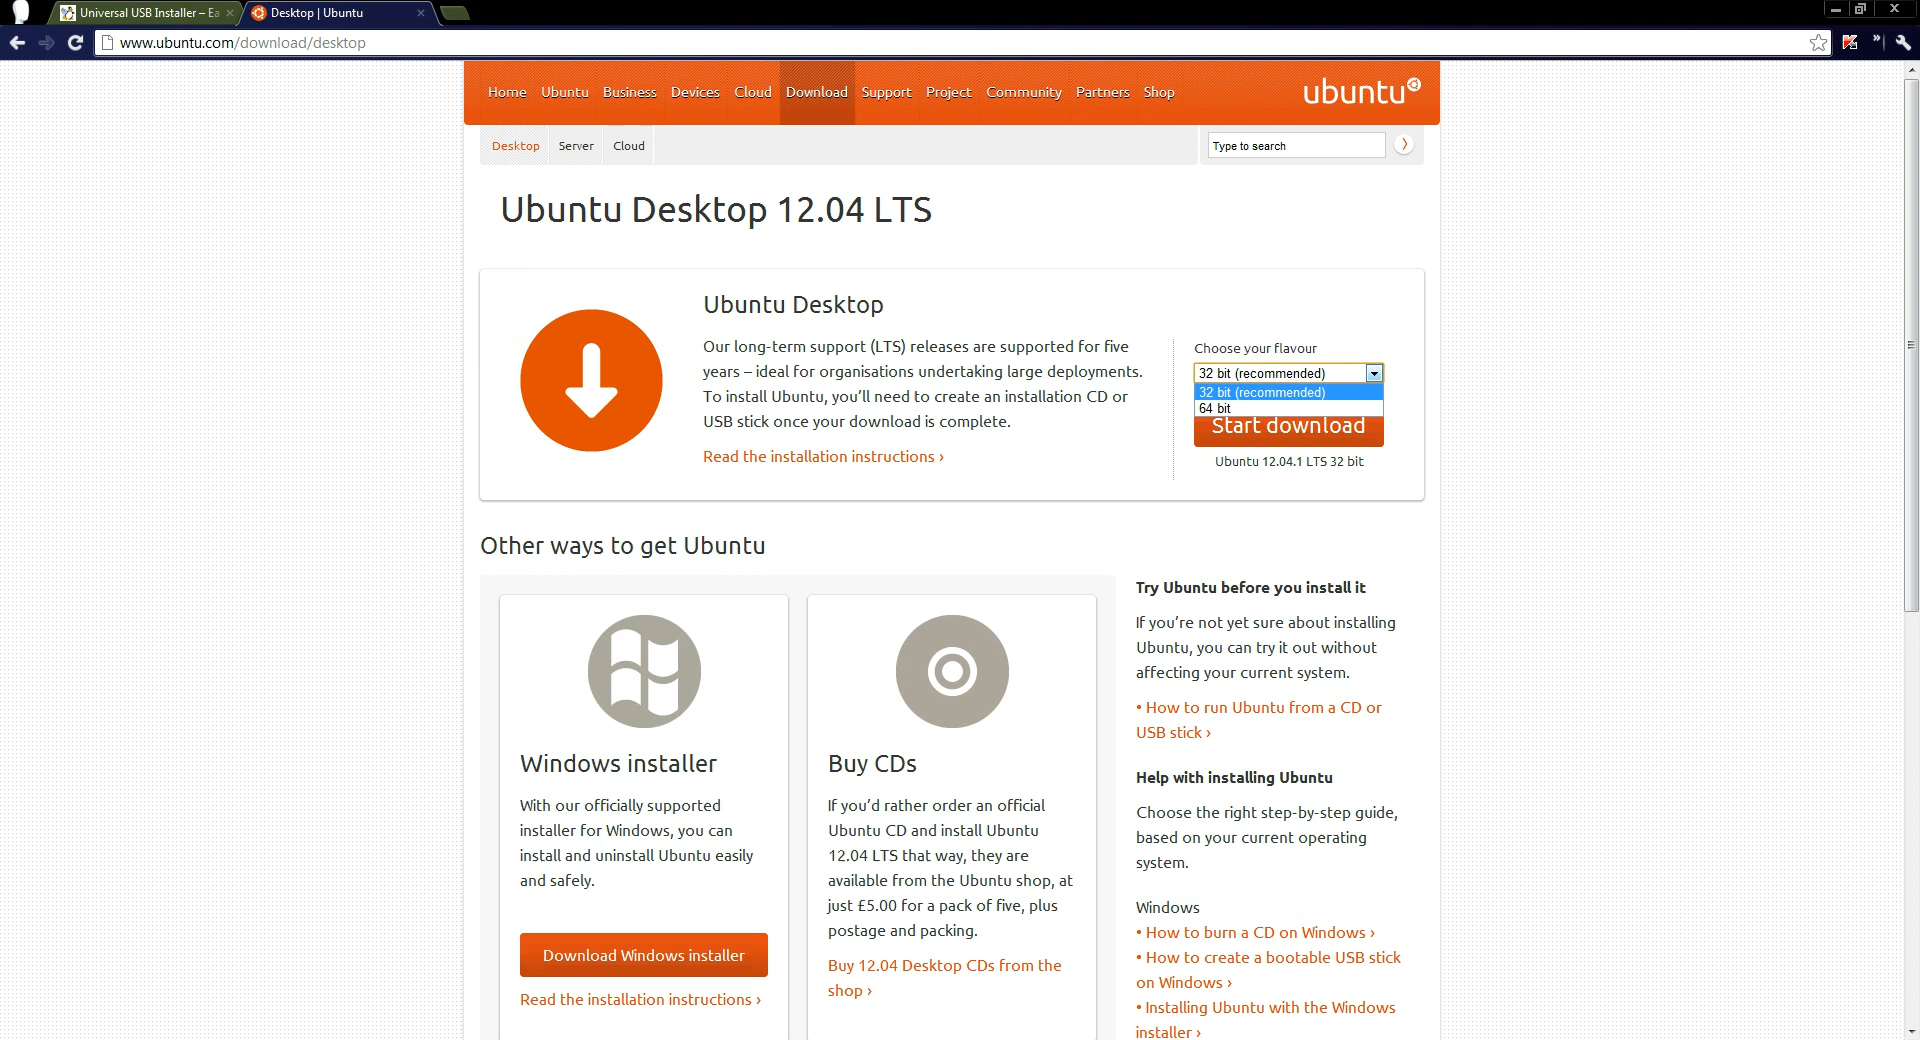 Universal USB Installer – Ea
Desktop | Ubuntu
www.ubuntu.com/download/desktop
Home Ubuntu Business Devices Cloud Download Support Project Community Partners Shop
ubuntu
Desktop Server Cloud
Type to search
Ubuntu Desktop 12.04 LTS
Ubuntu Desktop
Our long-term support (LTS) releases are supported for five
years – ideal for organisations undertaking large deployments.
To install Ubuntu, you’ll need to create an installation CD or
USB stick once your download is complete.
Read the installation instructions ›
Choose your flavour
32 bit (recommended)
32 bit (recommended)
64 bit
Start download
Ubuntu 12.04.1 LTS 32 bit
Other ways to get Ubuntu
Windows installer
With our officially supported
installer for Windows, you can
install and uninstall Ubuntu easily
and safely.
Download Windows installer
Read the installation instructions ›
Buy CDs
If you’d rather order an official
Ubuntu CD and install Ubuntu
12.04 LTS that way, they are
available from the Ubuntu shop, at
just £5.00 for a pack of five, plus
postage and packing.
Buy 12.04 Desktop CDs from the
shop ›
Try Ubuntu before you install it
If you’re not yet sure about installing
Ubuntu, you can try it out without
affecting your current system.
• How to run Ubuntu from a CD or
USB stick ›
Help with installing Ubuntu
Choose the right step-by-step guide,
based on your current operating
system.
Windows
• How to burn a CD on Windows ›
• How to create a bootable USB stick
on Windows ›
• Installing Ubuntu with the Windows
installer ›